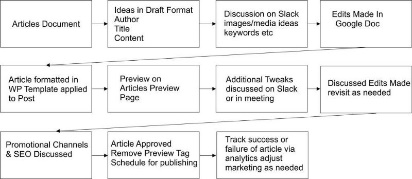 Articles Document
Ideas in Draft Format
Author
Title
Content
Discussion on Slack
images/media ideas
keywords etc
Edits Made In
Google Doc
Article formatted in
WP Template applied
to Post
Preview on
Articles Preview
Page
Additional Tweaks
discussed on Slack
or in meeting
Discussed Edits Made
revisit as needed
Promotional Channels
& SEO Discussed
Article Approved
Remove Preview Tag
Schedule for publishing
Track success or
failure of article via
analytics adjust
marketing as needed